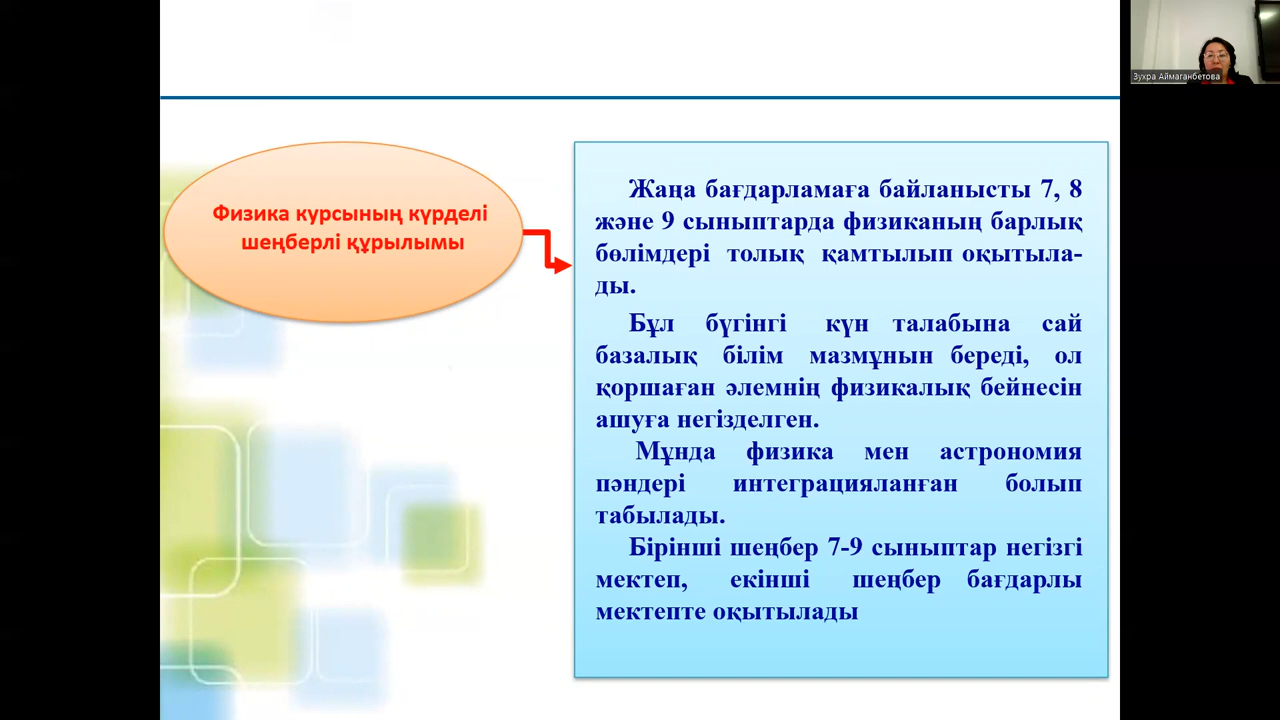 Зухра Аймаганбетова
Физика курсының күрделі
шеңберлі құрылымы
Жаңа бағдарламаға байланысты 7, 8
және 9 сыныптарда физиканың барлық
бөлімдері толық қамтылып оқытыла-
ды.
Бұл бүгінгі күн талабына сай
базалық білім мазмұнын береді, ол
қоршаған әлемнің физикалық бейнесін
ашуға негізделген.
Мұнда физика мен астрономия
пәндері интеграцияланған болып
табылады.
Бірінші шеңбер 7-9 сыныптар негізгі
мектеп, екінші шеңбер бағдарлы
мектепте оқытылады